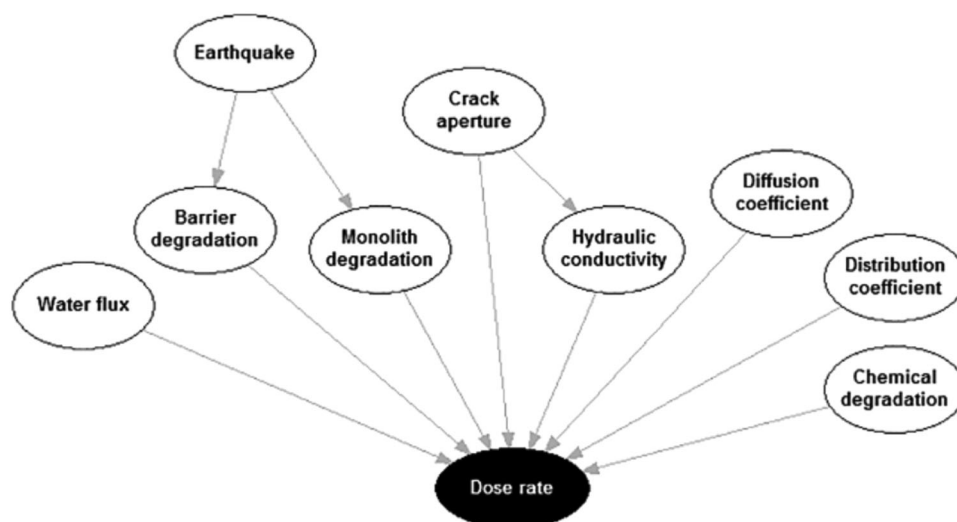 Earthquake
Crack
aperture
Diffusion
coefficient
Barrier
degradation
Monolith
degradation
Hydraulic
conductivity
Distribution
coefficient
Water flux
Chemical
degradation
Dose rate